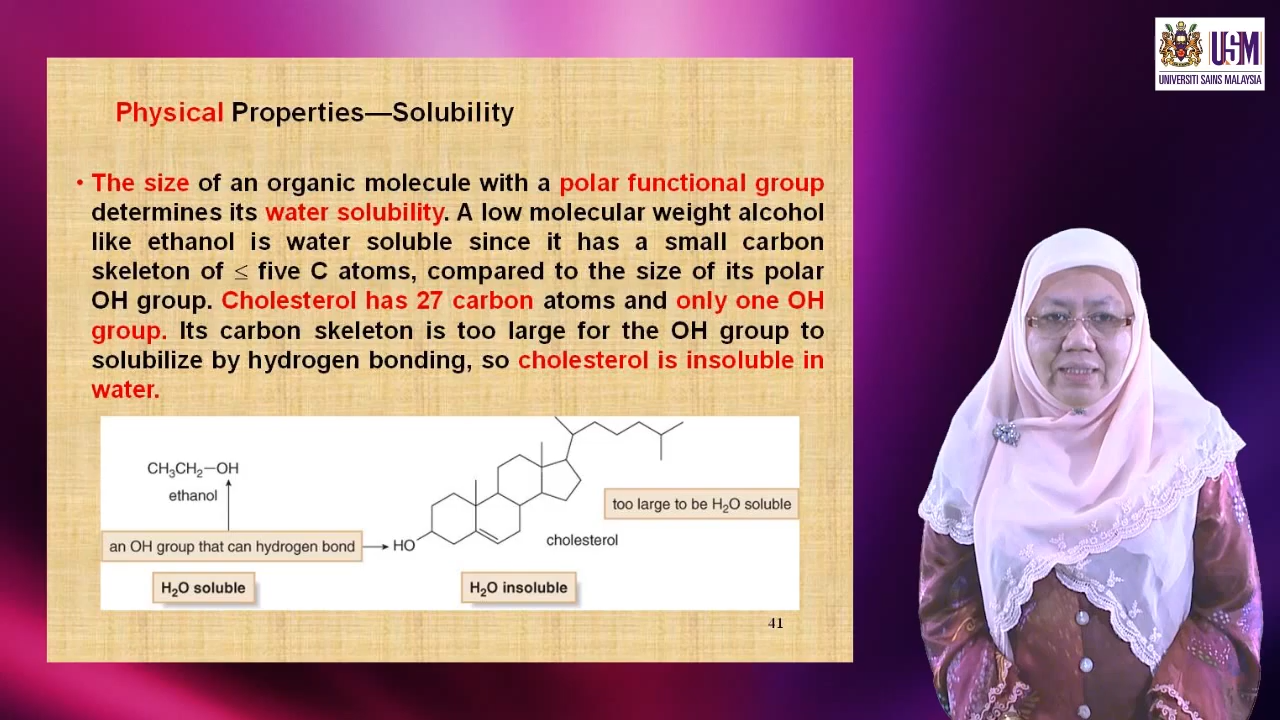 USM
UNIVERSITI SAINS MALAYSIA
Physical Properties—Solubility
• The size of an organic molecule with a polar functional group
determines its water solubility. A low molecular weight alcohol
like ethanol is water soluble since it has a small carbon
skeleton of ≤ five C atoms, compared to the size of its polar
OH group. Cholesterol has 27 carbon atoms and only one OH
group. Its carbon skeleton is too large for the OH group to
solubilize by hydrogen bonding, so cholesterol is insoluble in
water.
CH₃CH₂—OH
ethanol
an OH group that can hydrogen bond
HO
cholesterol
too large to be H₂O soluble
H₂O soluble
H₂O insoluble
41